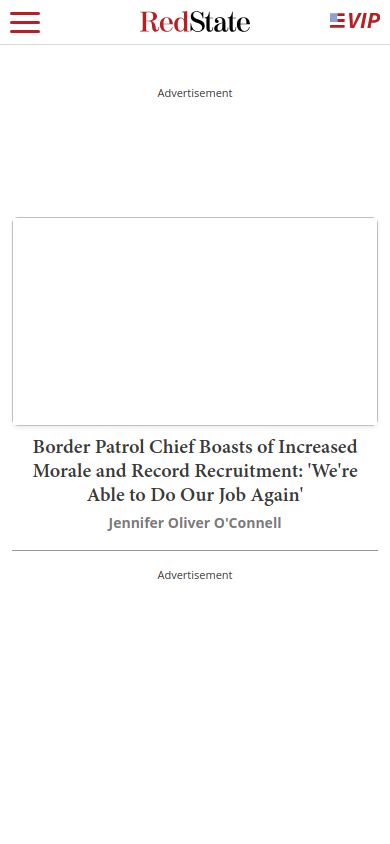 RedState
VIP
Advertisement
Border Patrol Chief Boasts of Increased
Morale and Record Recruitment: 'We're
Able to Do Our Job Again'
Jennifer Oliver O'Connell
Advertisement